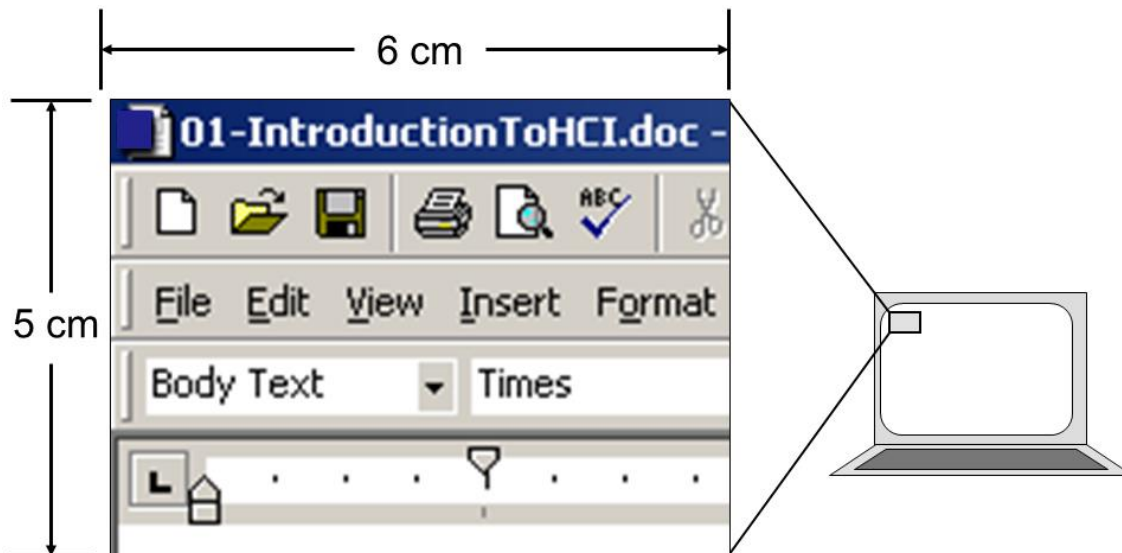 6 cm
5 cm
01-IntroductionToHCI.doc -
ABC
File Edit View Insert Format
Body Text Times
L